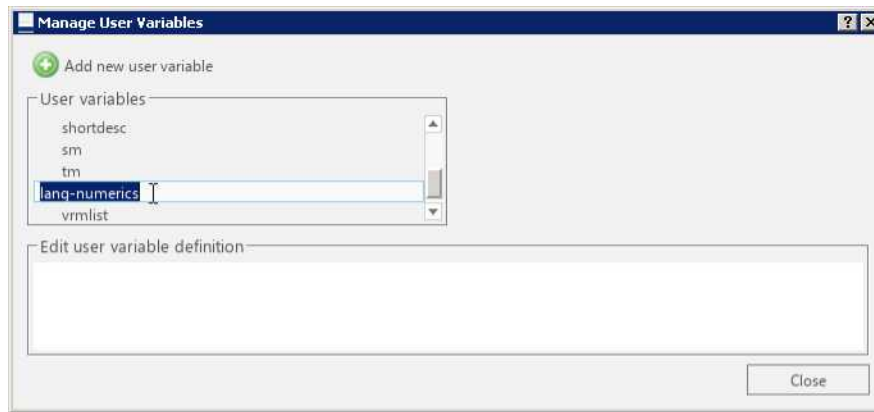 Manage User Variables
Add new user variable
User variables
shortdesc
sm
tm
lang-numerics
vrmlist
Edit user variable definition
Close